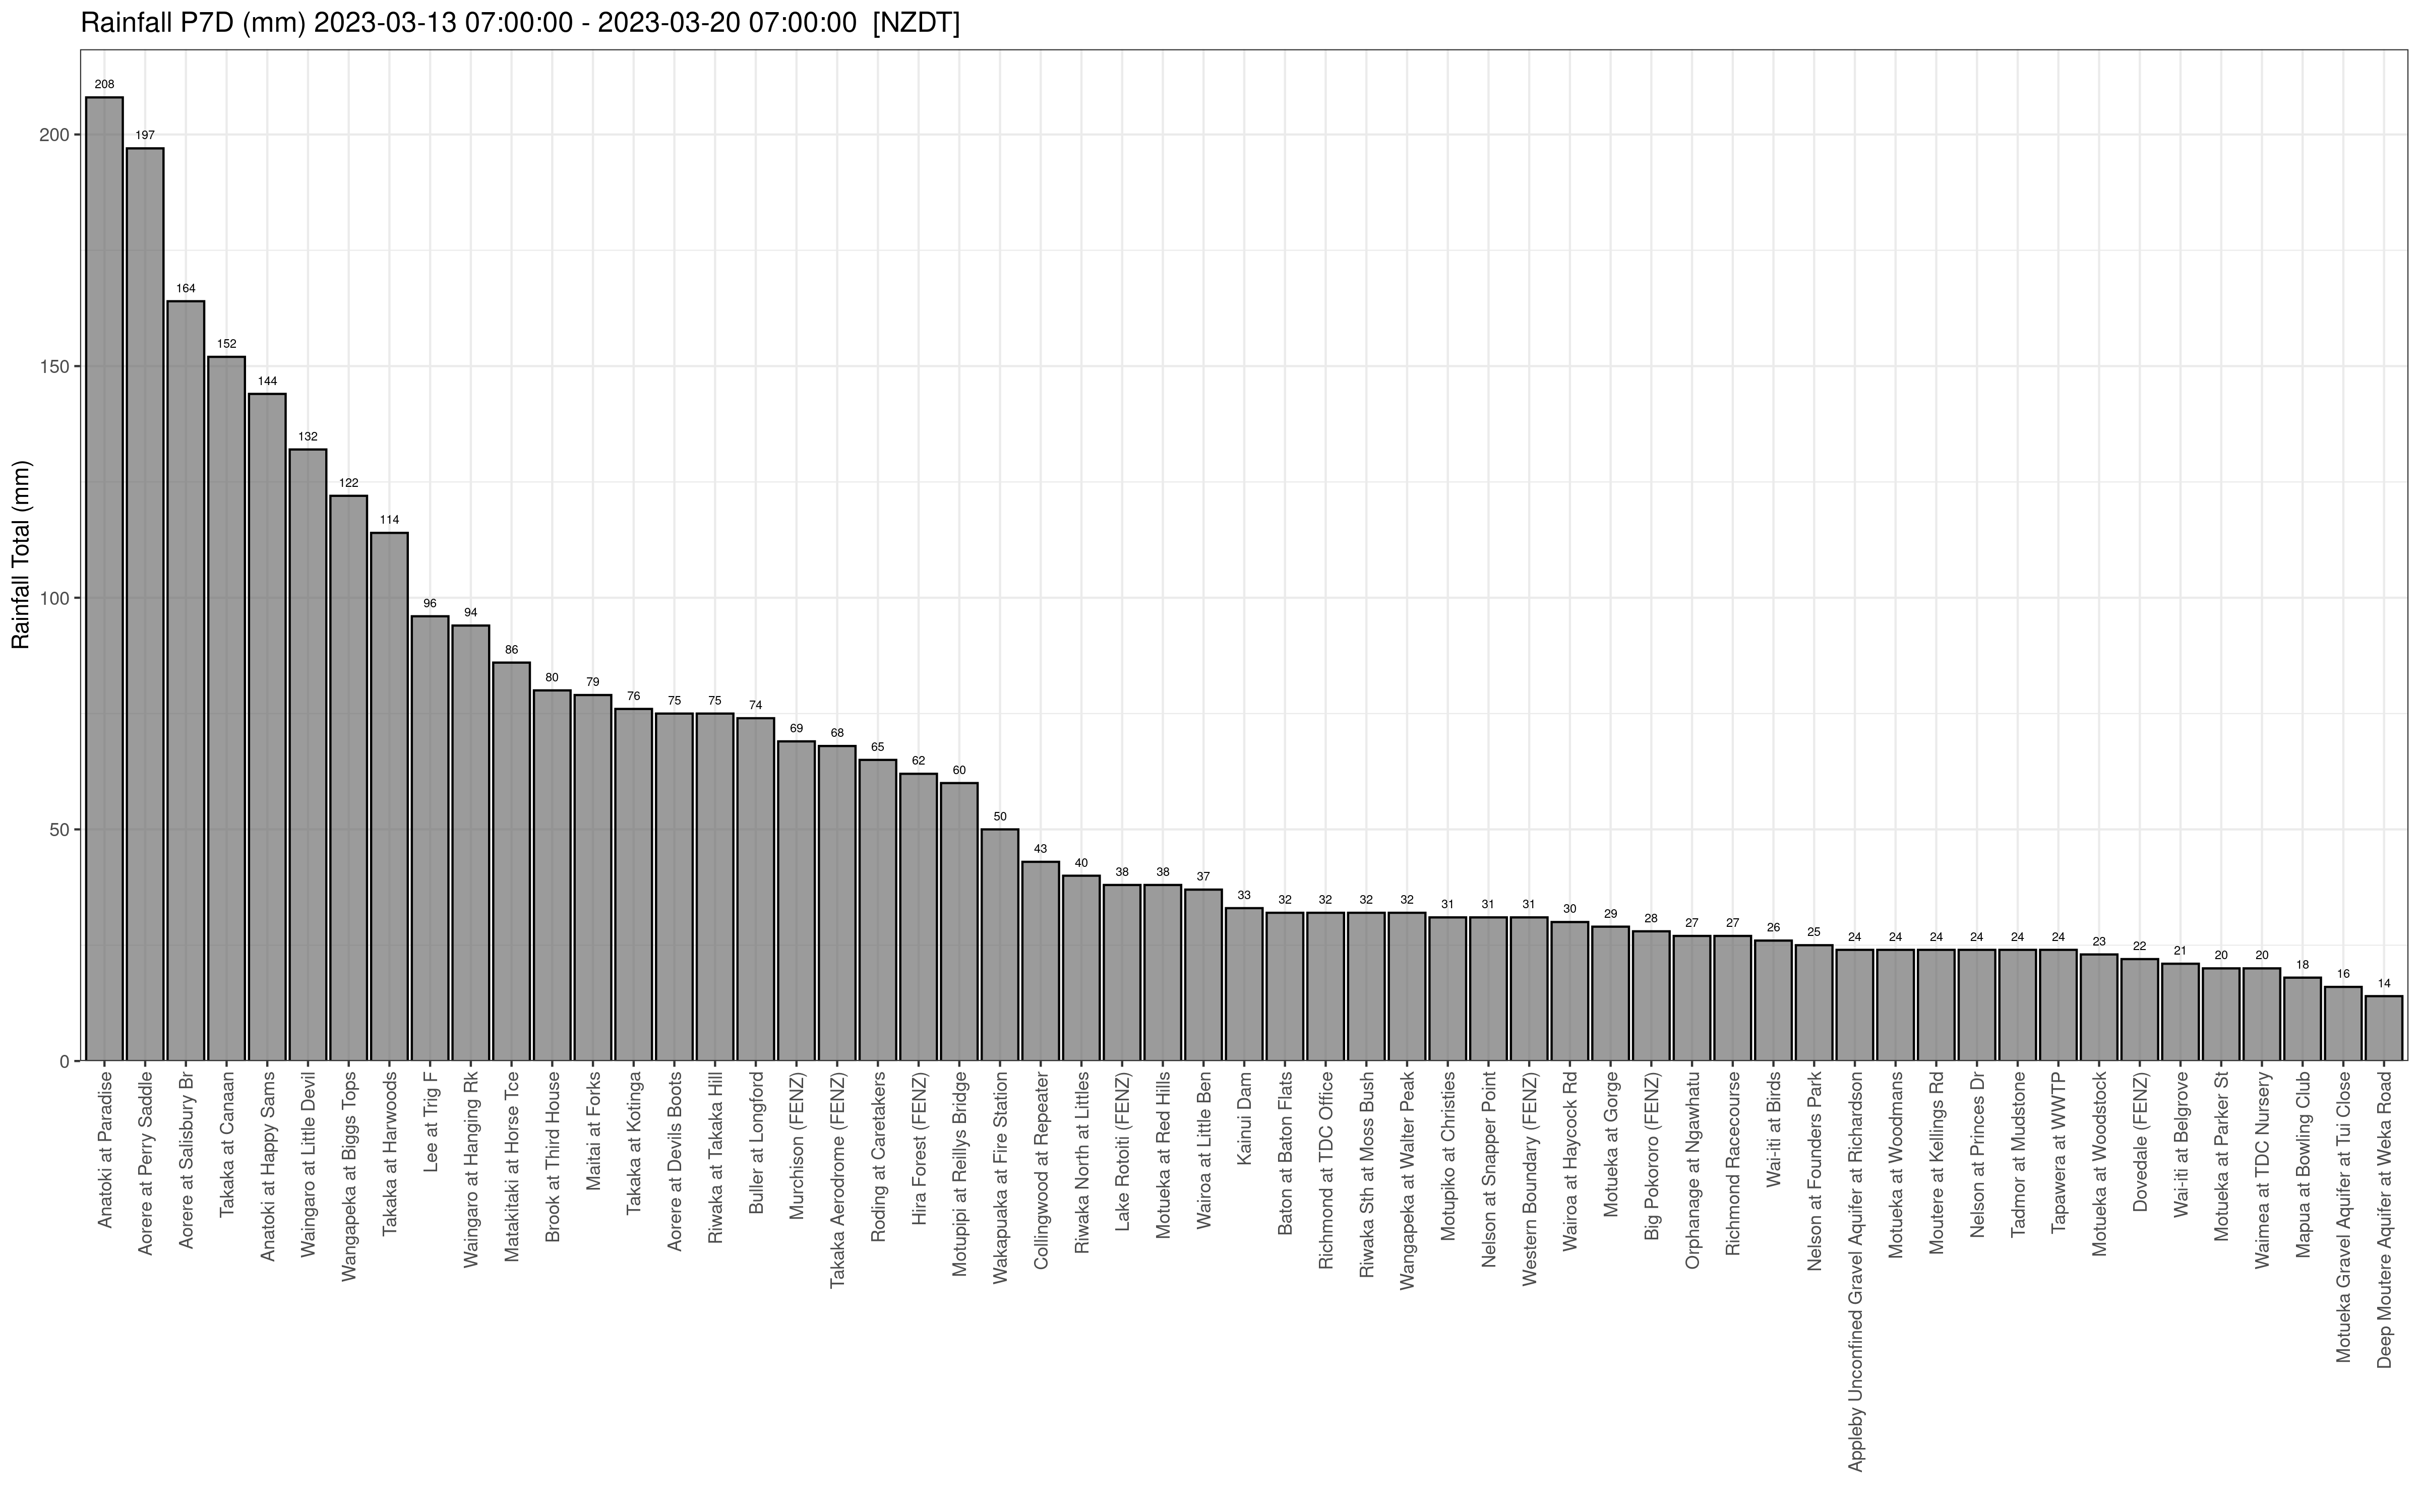 Rainfall P7D (mm) 2023-03-13 07:00:00 - 2023-03-20 07:00:00  [NZDT]
Rainfall Total (mm)
200
150
100
50
0
208
197
164
152
144
132
122
114
96
94
86
80
79
76
75
75
74
69
68
65
62
60
50
43
40
38
38
37
33
32
32
32
32
31
31
31
30
29
28
27
27
26
25
24
24
24
24
24
24
23
22
21
20
20
18
16
14
Anatoki at Paradise
Aorere at Perry Saddle
Aorere at Salisbury Br
Takaka at Canaan
Anatoki at Happy Sams
Waingaro at Little Devil
Wangapeka at Biggs Tops
Takaka at Harwoods
Lee at Trig F
Waingaro at Hanging Rk
Matakitaki at Horse Tce
Brook at Third House
Maitai at Forks
Takaka at Kotinga
Aorere at Devils Boots
Riwaka at Takaka Hill
Buller at Longford
Murchison (FENZ)
Takaka Aerodrome (FENZ)
Roding at Caretakers
Hira Forest (FENZ)
Motupipi at Reillys Bridge
Wakapuaka at Fire Station
Collingwood at Repeater
Riwaka North at Littles
Lake Rotoiti (FENZ)
Motueka at Red Hills
Wairoa at Little Ben
Kainui Dam
Baton at Baton Flats
Richmond at TDC Office
Riwaka Sth at Moss Bush
Wangapeka at Walter Peak
Motupiko at Christies
Nelson at Snapper Point
Western Boundary (FENZ)
Wairoa at Haycock Rd
Motueka at Gorge
Big Pokororo (FENZ)
Orphanage at Ngawhatu
Richmond Racecourse
Wai-iti at Birds
Nelson at Founders Park
Appleby Unconfined Gravel Aquifer at Richardson
Motueka at Woodmans
Moutere at Kellings Rd
Nelson at Princes Dr
Tadmor at Mudstone
Tapawera at WWTP
Motueka at Woodstock
Dovedale (FENZ)
Wai-iti at Belgrove
Motueka at Parker St
Waimea at TDC Nursery
Mapua at Bowling Club
Motueka Gravel Aquifer at Tui Close
Deep Moutere Aquifer at Weka Road